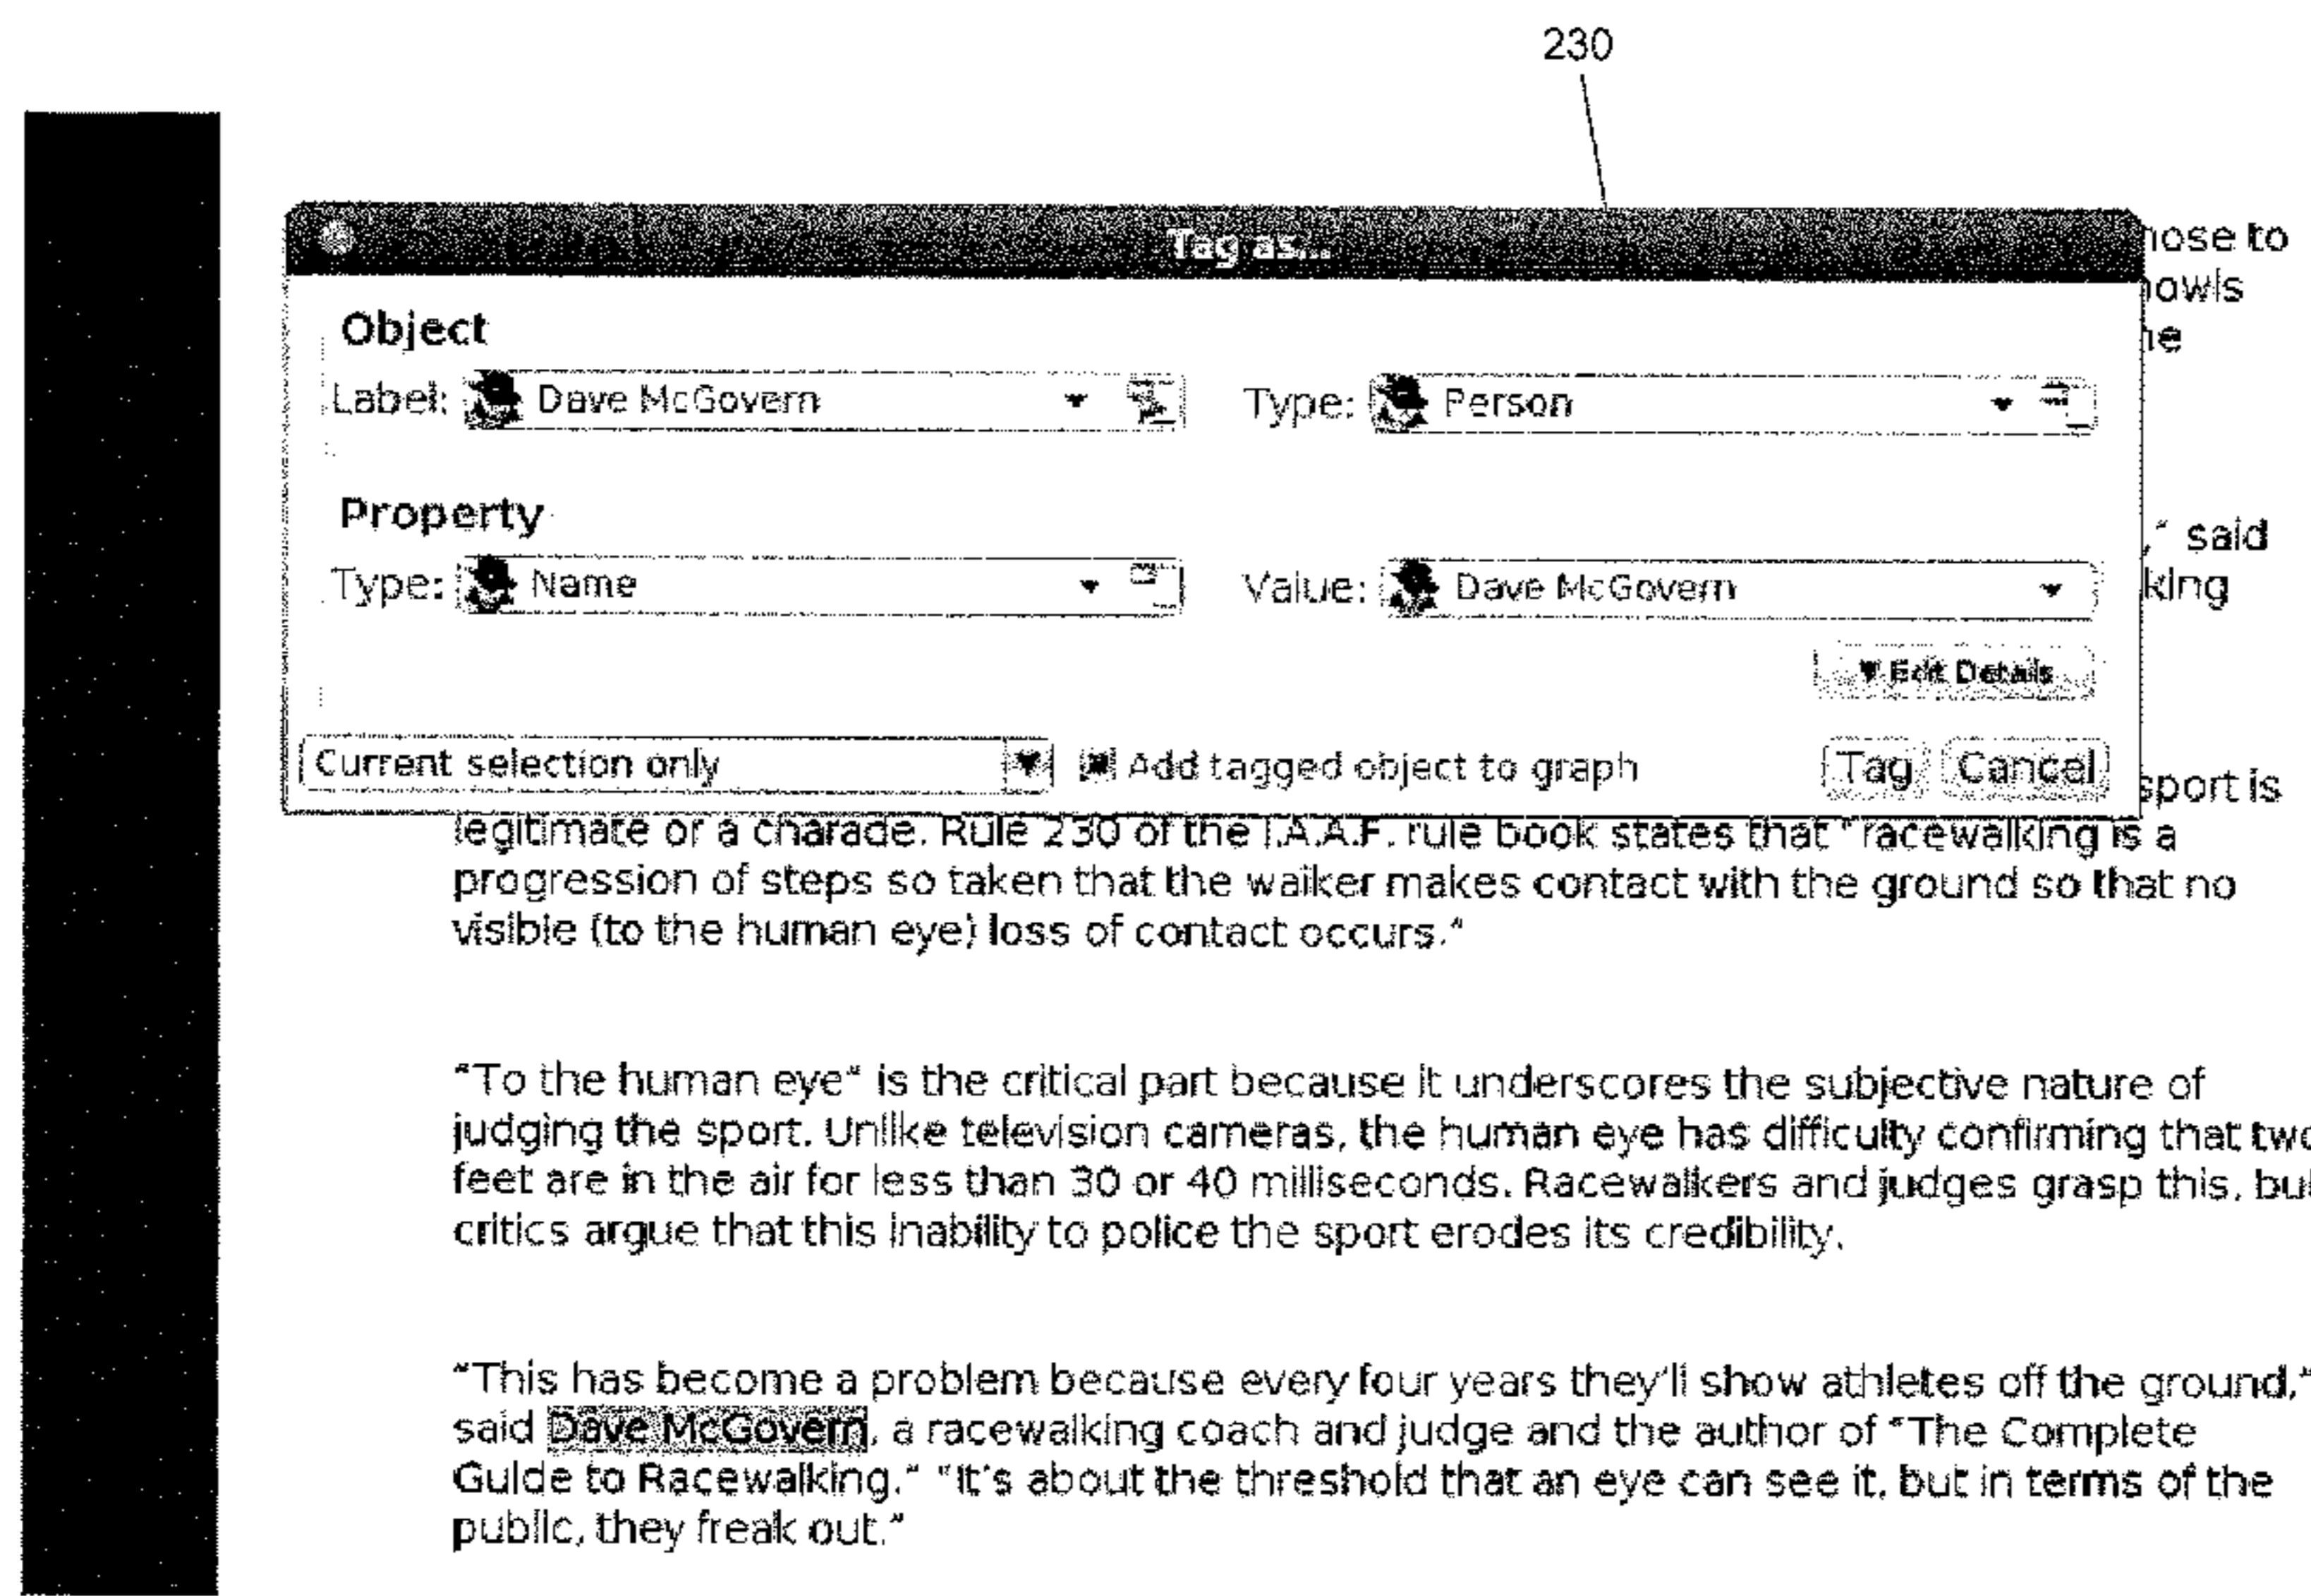 230
Tag as...
Object
Label: Dave McGovern Type: Person
Property
Type: Name Value: Dave McGovern
Edit Details
Current selection only Add tagged object to graph Tag Cancel
" said
sport is
legitimate or a charade. Rule 230 of the I.A.A.F. rule book states that "racewalking is a
progression of steps so taken that the walker makes contact with the ground so that no
visible (to the human eye) loss of contact occurs."
"To the human eye" is the critical part because it underscores the subjective nature of
judging the sport. Unlike television cameras, the human eye has difficulty confirming that two
feet are in the air for less than 30 or 40 milliseconds. Racewalkers and judges grasp this, but
critics argue that this inability to police the sport erodes its credibility.
"This has become a problem because every four years they'll show athletes off the ground,"
said Dave McGovern, a racewalking coach and judge and the author of "The Complete
Guide to Racewalking." "It's about the threshold that an eye can see it, but in terms of the
public, they freak out."